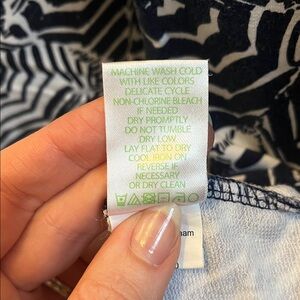 MACHINE WASH COLD
WITH LIKE COLORS
DELICATE CYCLE
NON-CHLORINE BLEACH
IF NEEDED
DRY PROMPTLY
DO NOT TUMBLE
DRY LOW
LAY FLAT TO DRY
COOL IRON ON
REVERSE IF
NECESSARY
OR DRY CLEAN